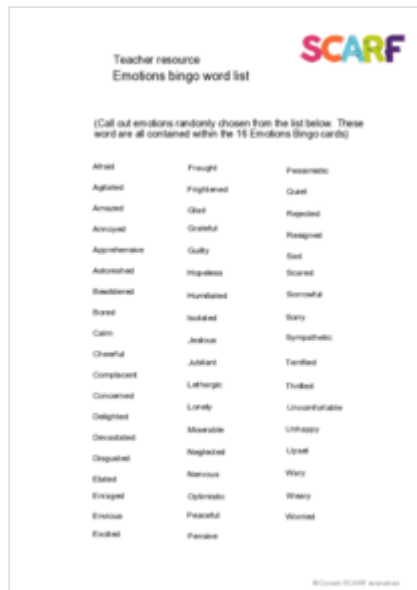 SCARF
Teacher resource
Emotions bingo word list
(Call out emotions randomly chosen from the list below. These
word are all contained within the 16 Emotions Bingo cards)
Afraid
Agitated
Amazed
Annoyed
Apprehensive
Astonished
Bewildered
Bored
Calm
Cheerful
Complacent
Concerned
Delighted
Devastated
Disgusted
Elated
Enraged
Envious
Excited
Fraught
Frightened
Glad
Grateful
Guilty
Hopeless
Humiliated
Isolated
Jealous
Jubilant
Lethargic
Lonely
Miserable
Neglected
Nervous
Optimistic
Peaceful
Pensive
Pessimistic
Quiet
Rejected
Resigned
Sad
Scared
Sorrowful
Sorry
Sympathetic
Terrified
Thrilled
Uncomfortable
Unhappy
Upset
Wary
Weary
Worried
©Coram SCARF resources